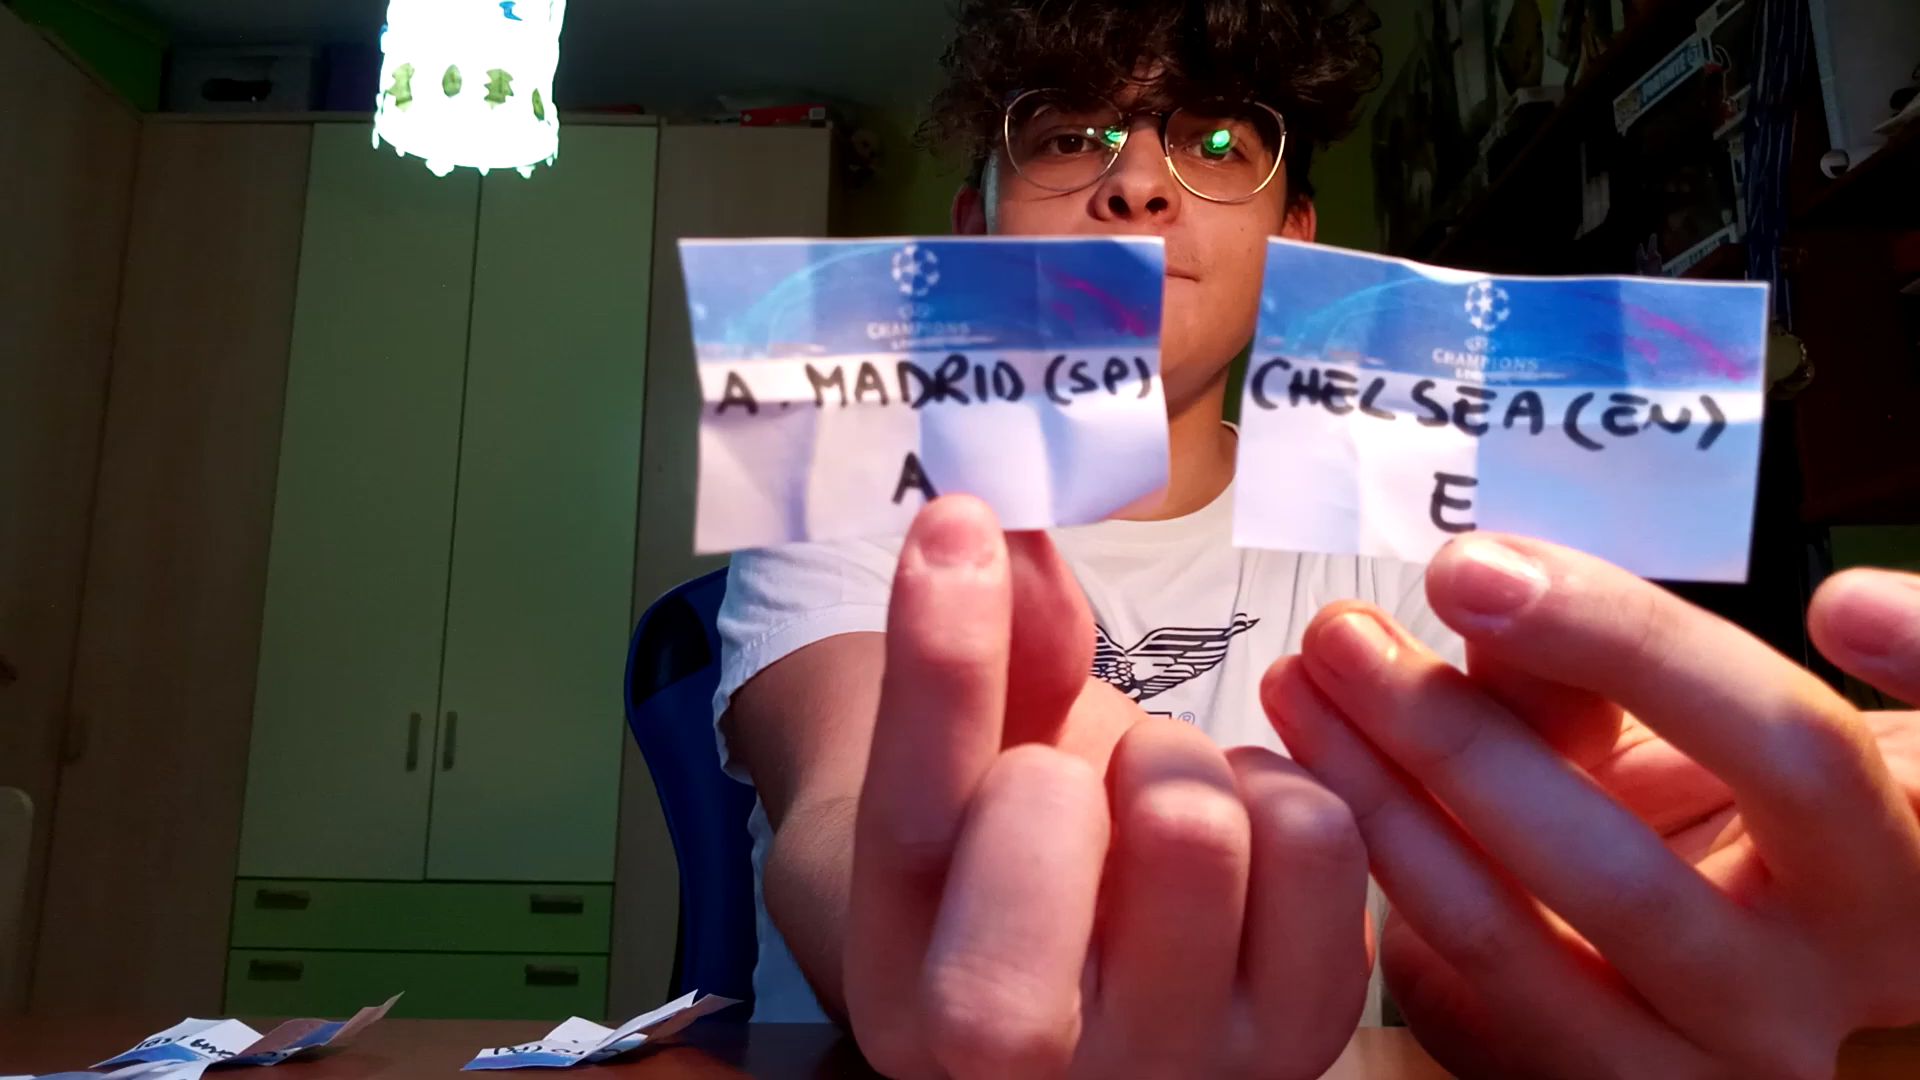 CHAMPIONS
A. MADRID (SP)
A
CHAMPIONS
CHELSEA (EN)
E